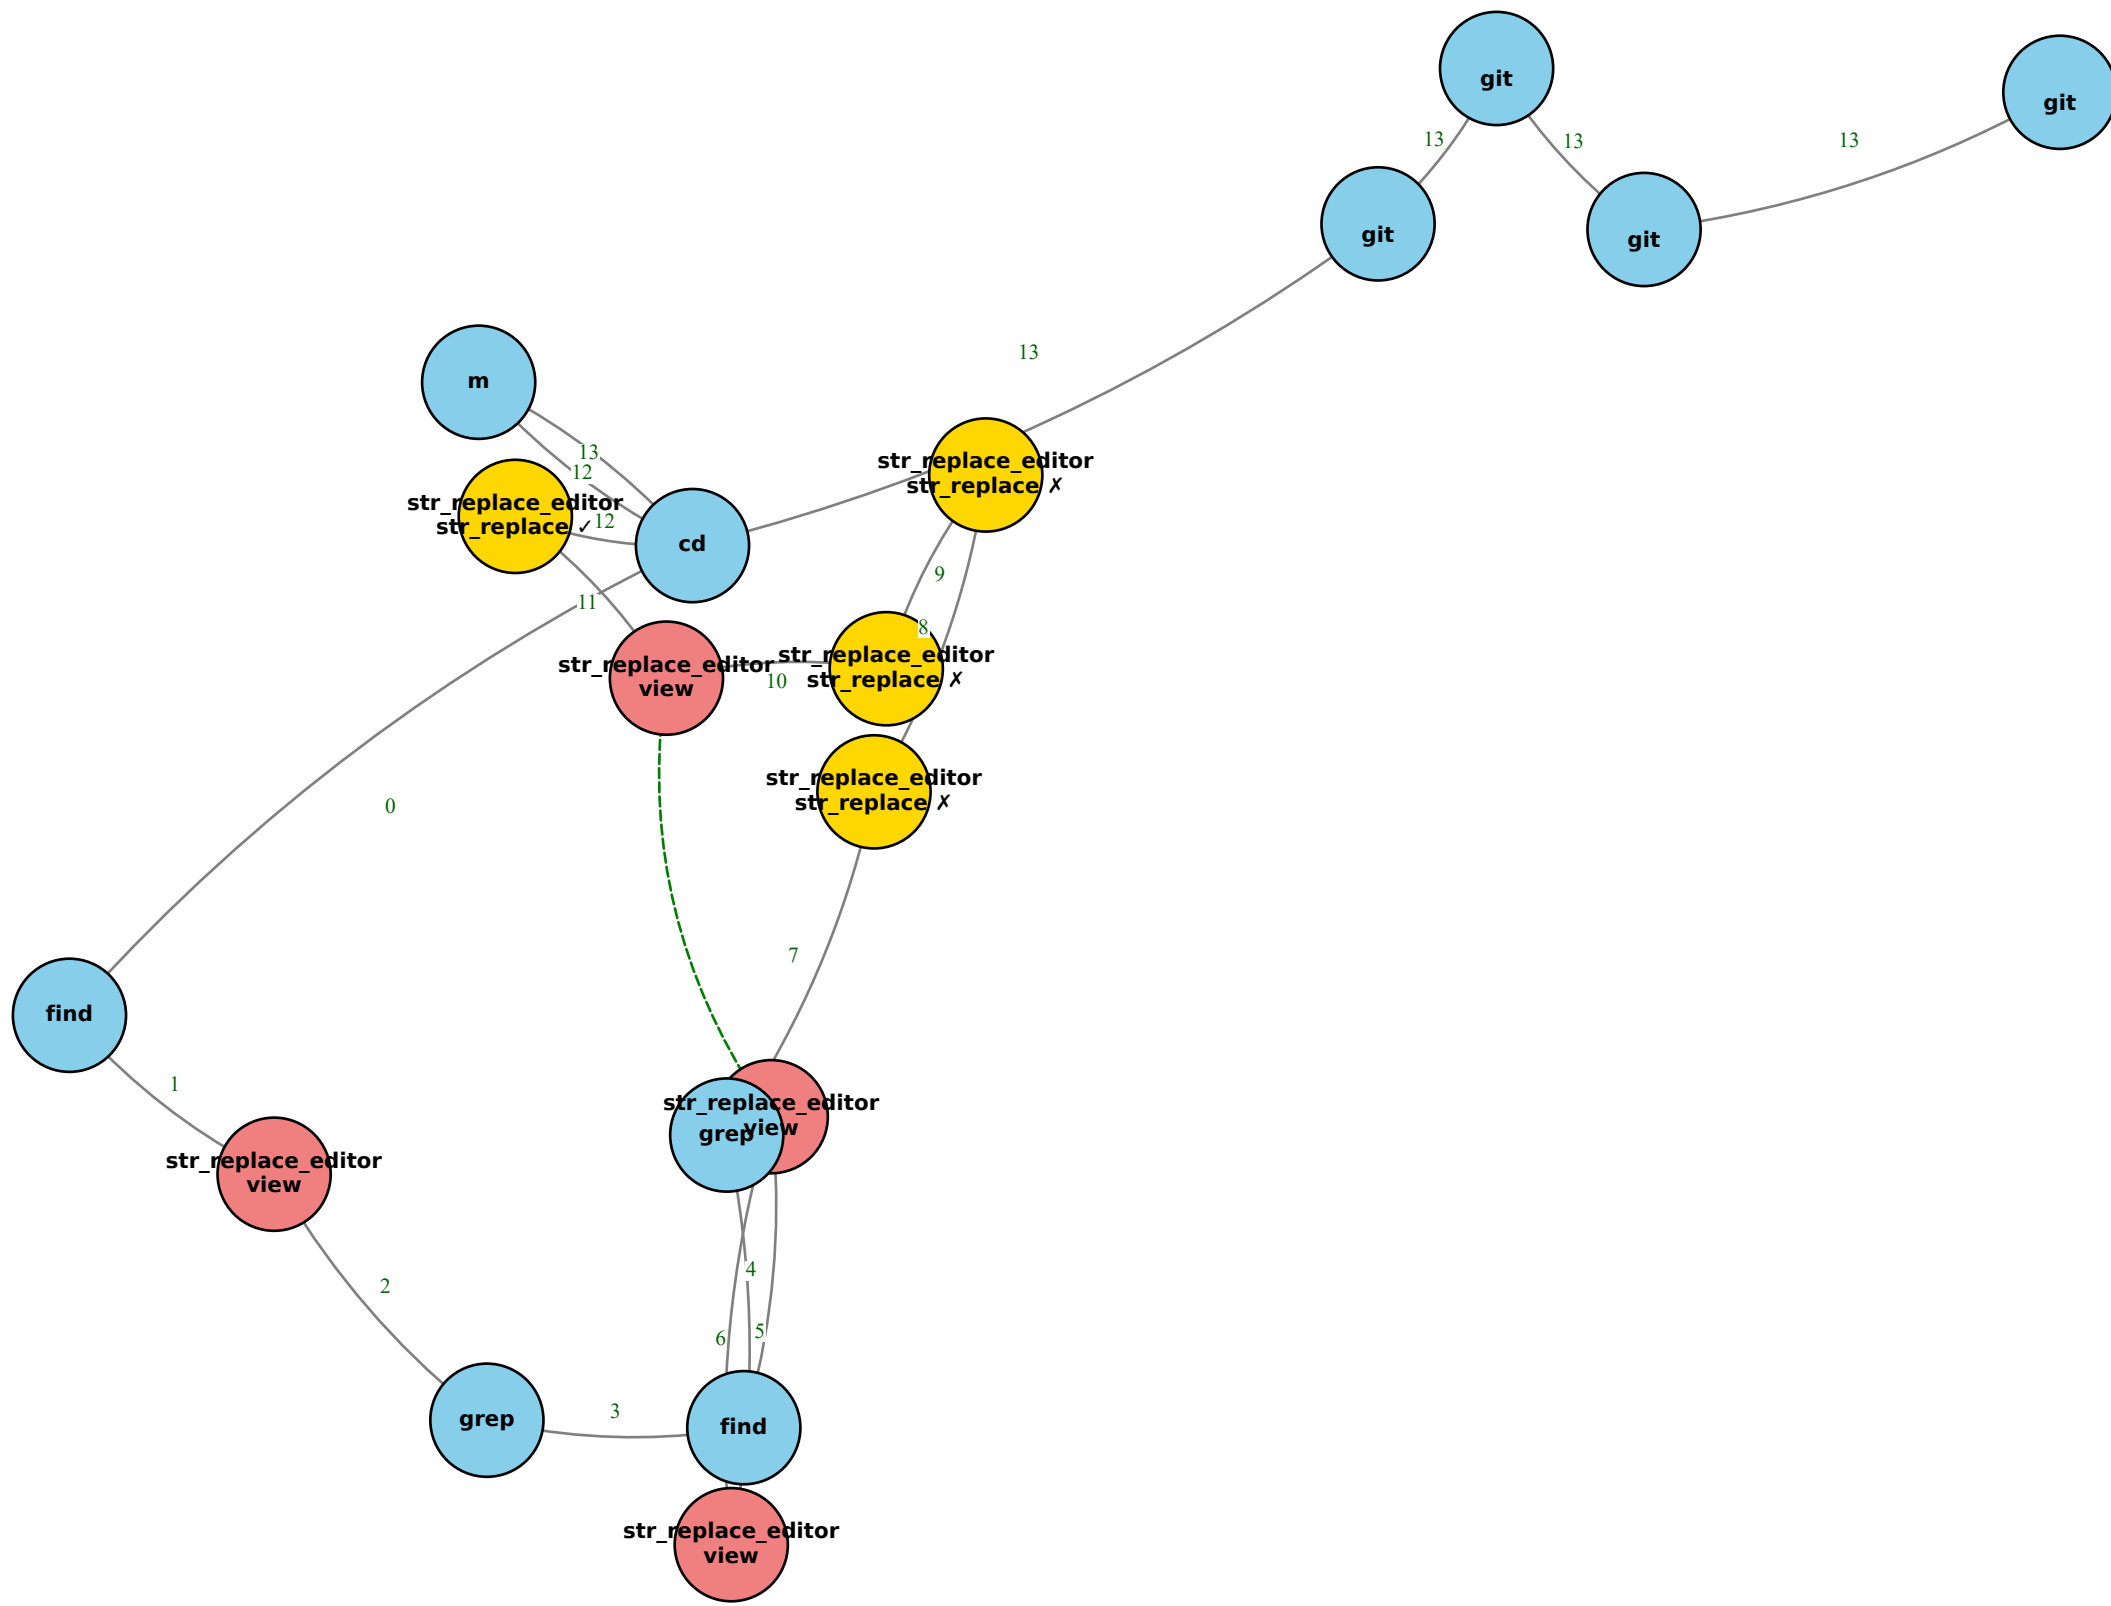 git
git
13
13
13
git
git
13
m
13
12
str_replace_editor
str_replace ✗
str_replace_editor
str_replace ✓
12
cd
9
11
8
str_replace_editor
view
10
str_replace_editor
str_replace ✗
str_replace_editor
str_replace ✗
0
7
find
1
str_replace_editor
view
grep
str_replace_editor
view
2
4
6
5
3
grep
find
str_replace_editor
view